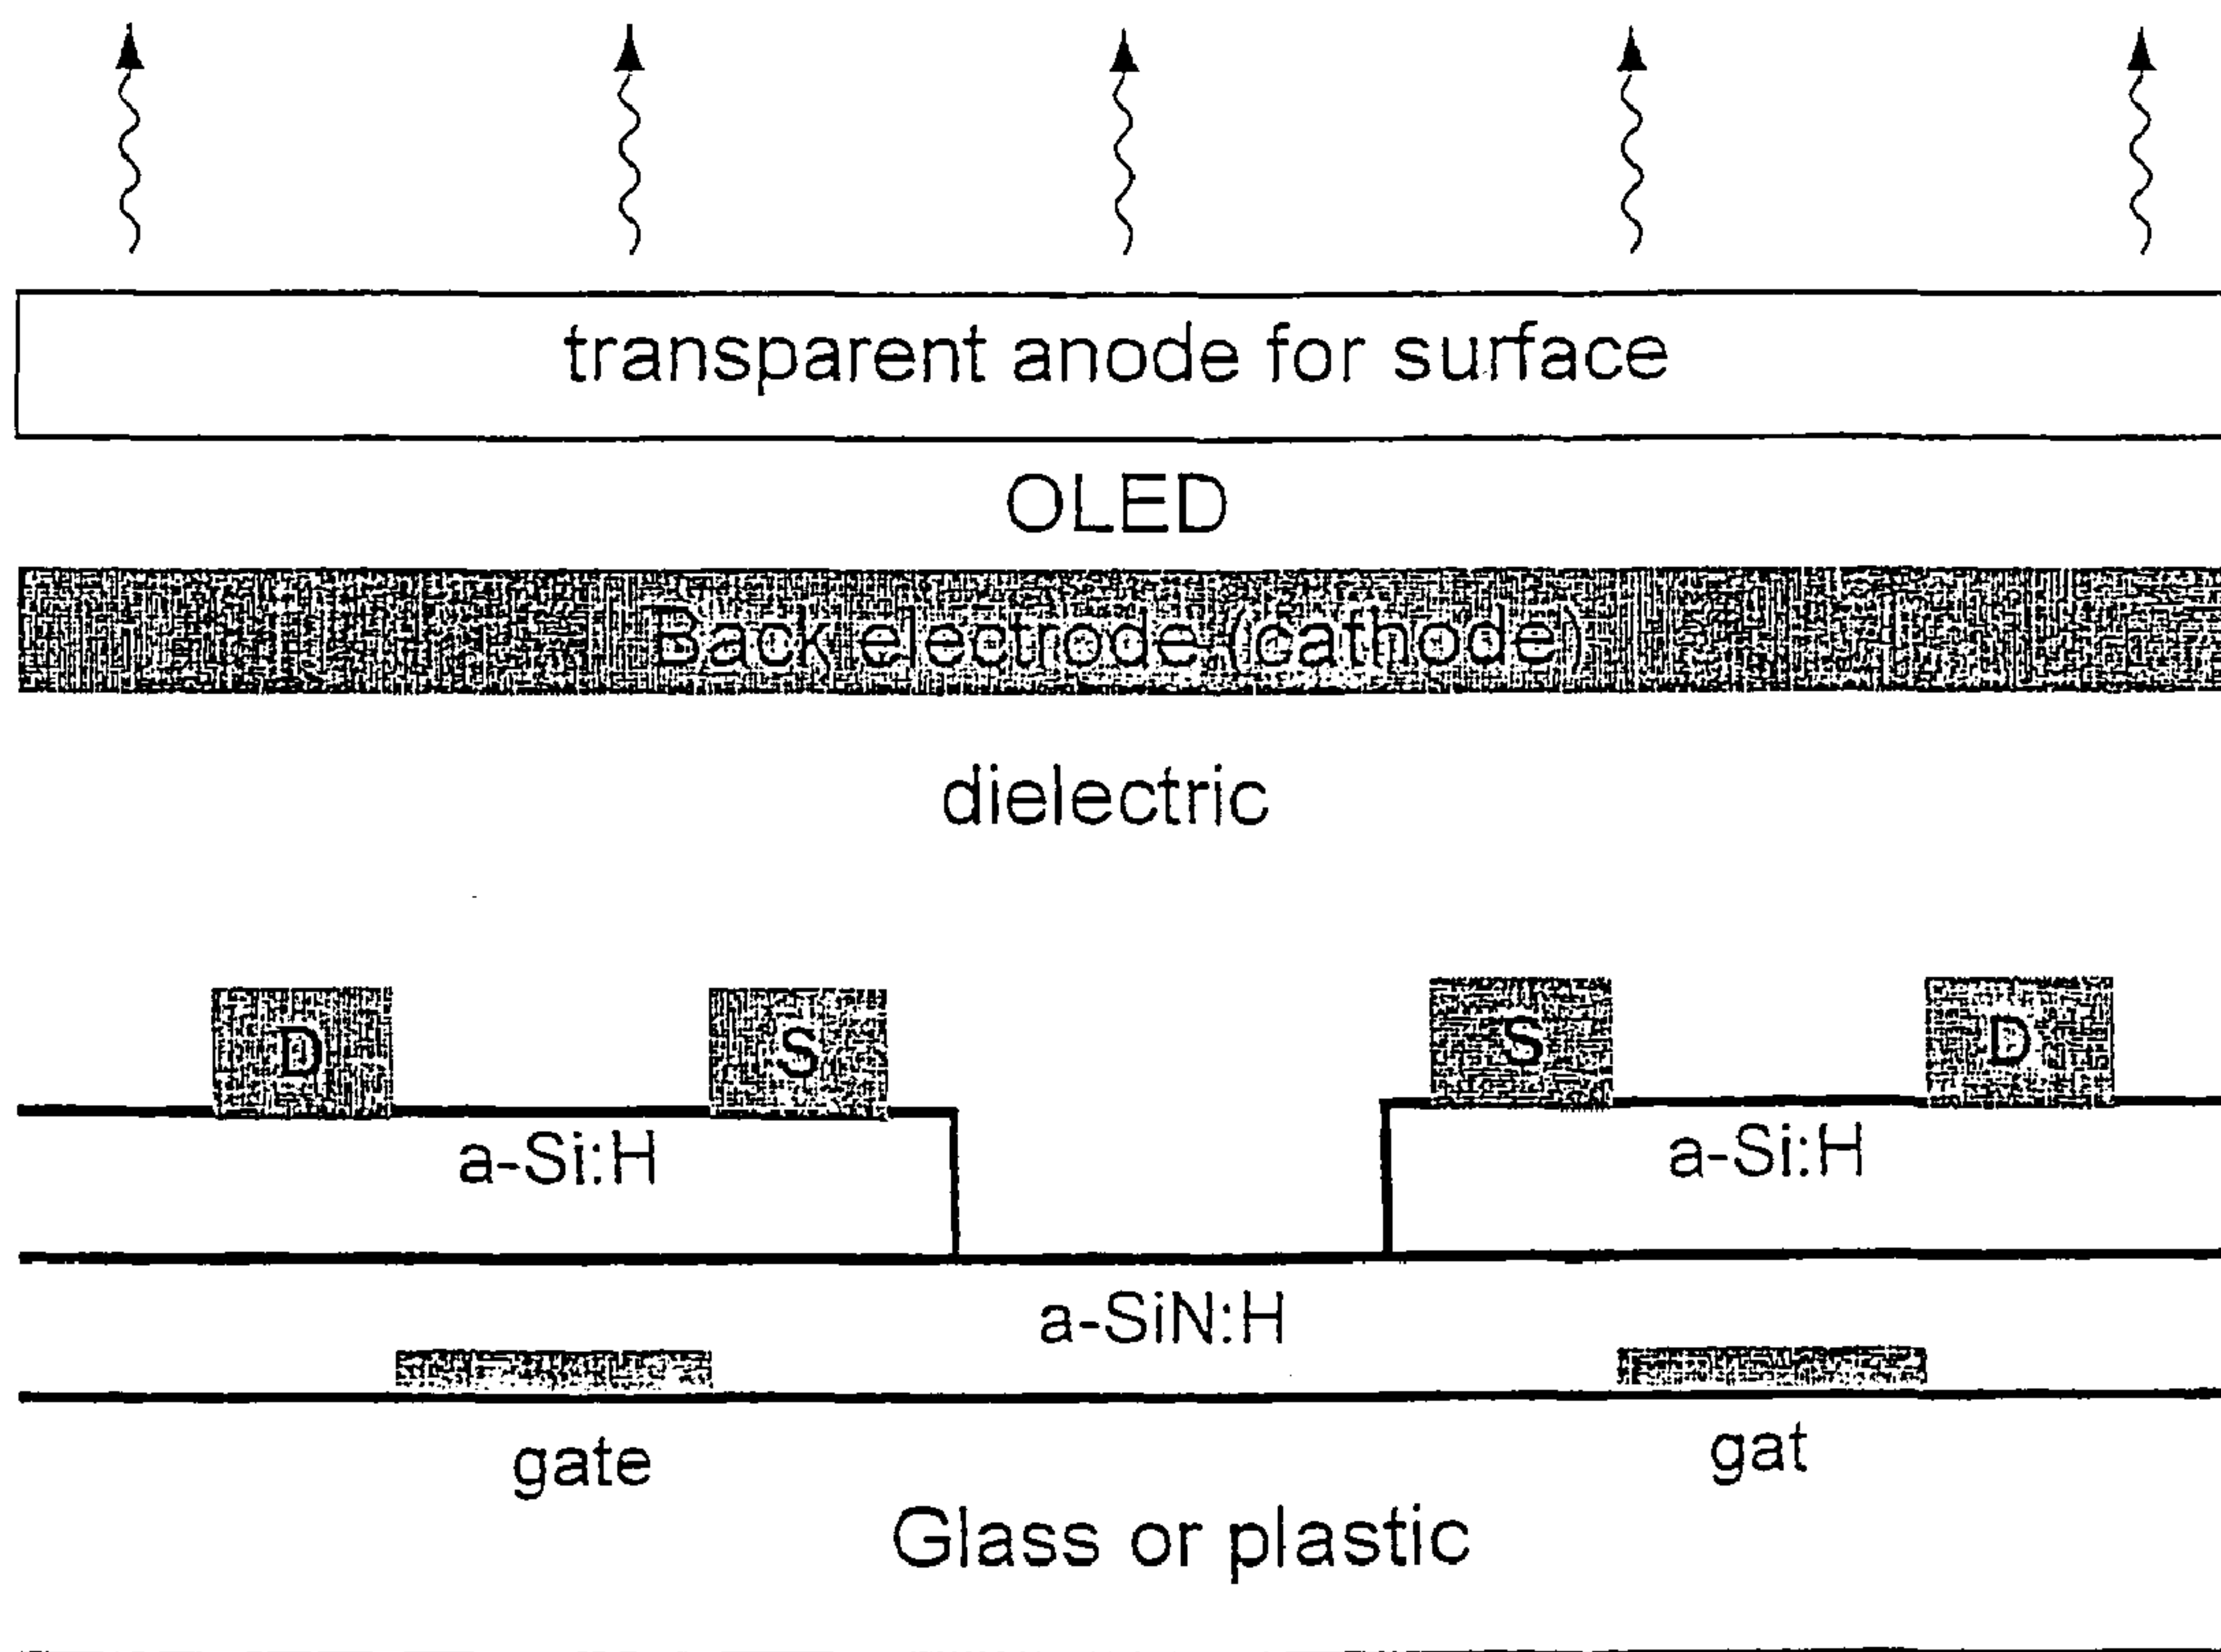 transparent anode for surface
OLED
Back electrode (cathode)
dielectric
D S S D
a-Si:H a-Si:H
a-SiN:H
gate gat
Glass or plastic